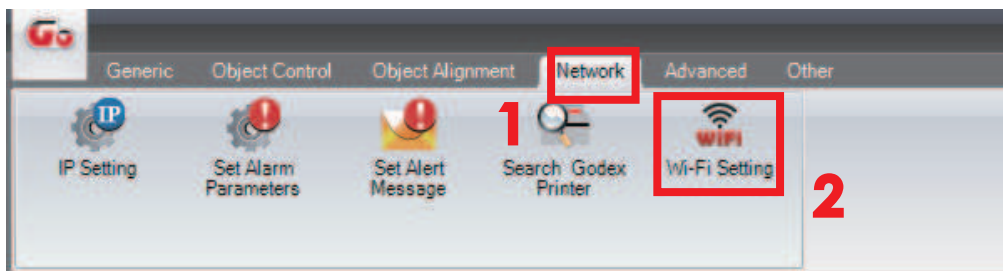 Go
Generic Object Control Object Alignment Network Advanced Other
1
IP
WiFi
IP Setting Set Alarm Parameters Set Alert Message Search Godex Printer Wi-Fi Setting
2